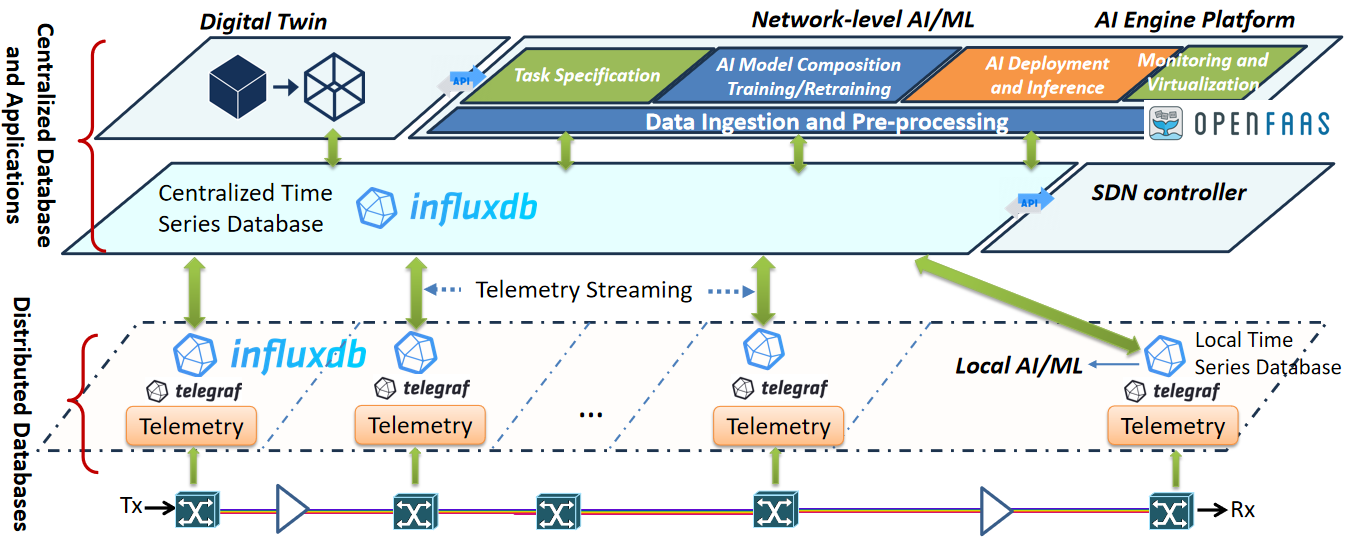 Digital Twin
Network-level AI/ML
AI Engine Platform
Centralized Database
and Applications
API
Task Specification
AI Model Composition
Training/Retraining
AI Deployment
and Inference
Monitoring and
Virtualization
Data Ingestion and Pre-processing
OPENFAAS
Centralized Time
Series Database
influxdb
API
SDN controller
Telemetry Streaming
Distributed Databases
influxdb
telegraf
Telemetry
telegraf
Telemetry
...
telegraf
Telemetry
Local AI/ML
Local Time
Series Database
telegraf
Telemetry
Tx
Rx